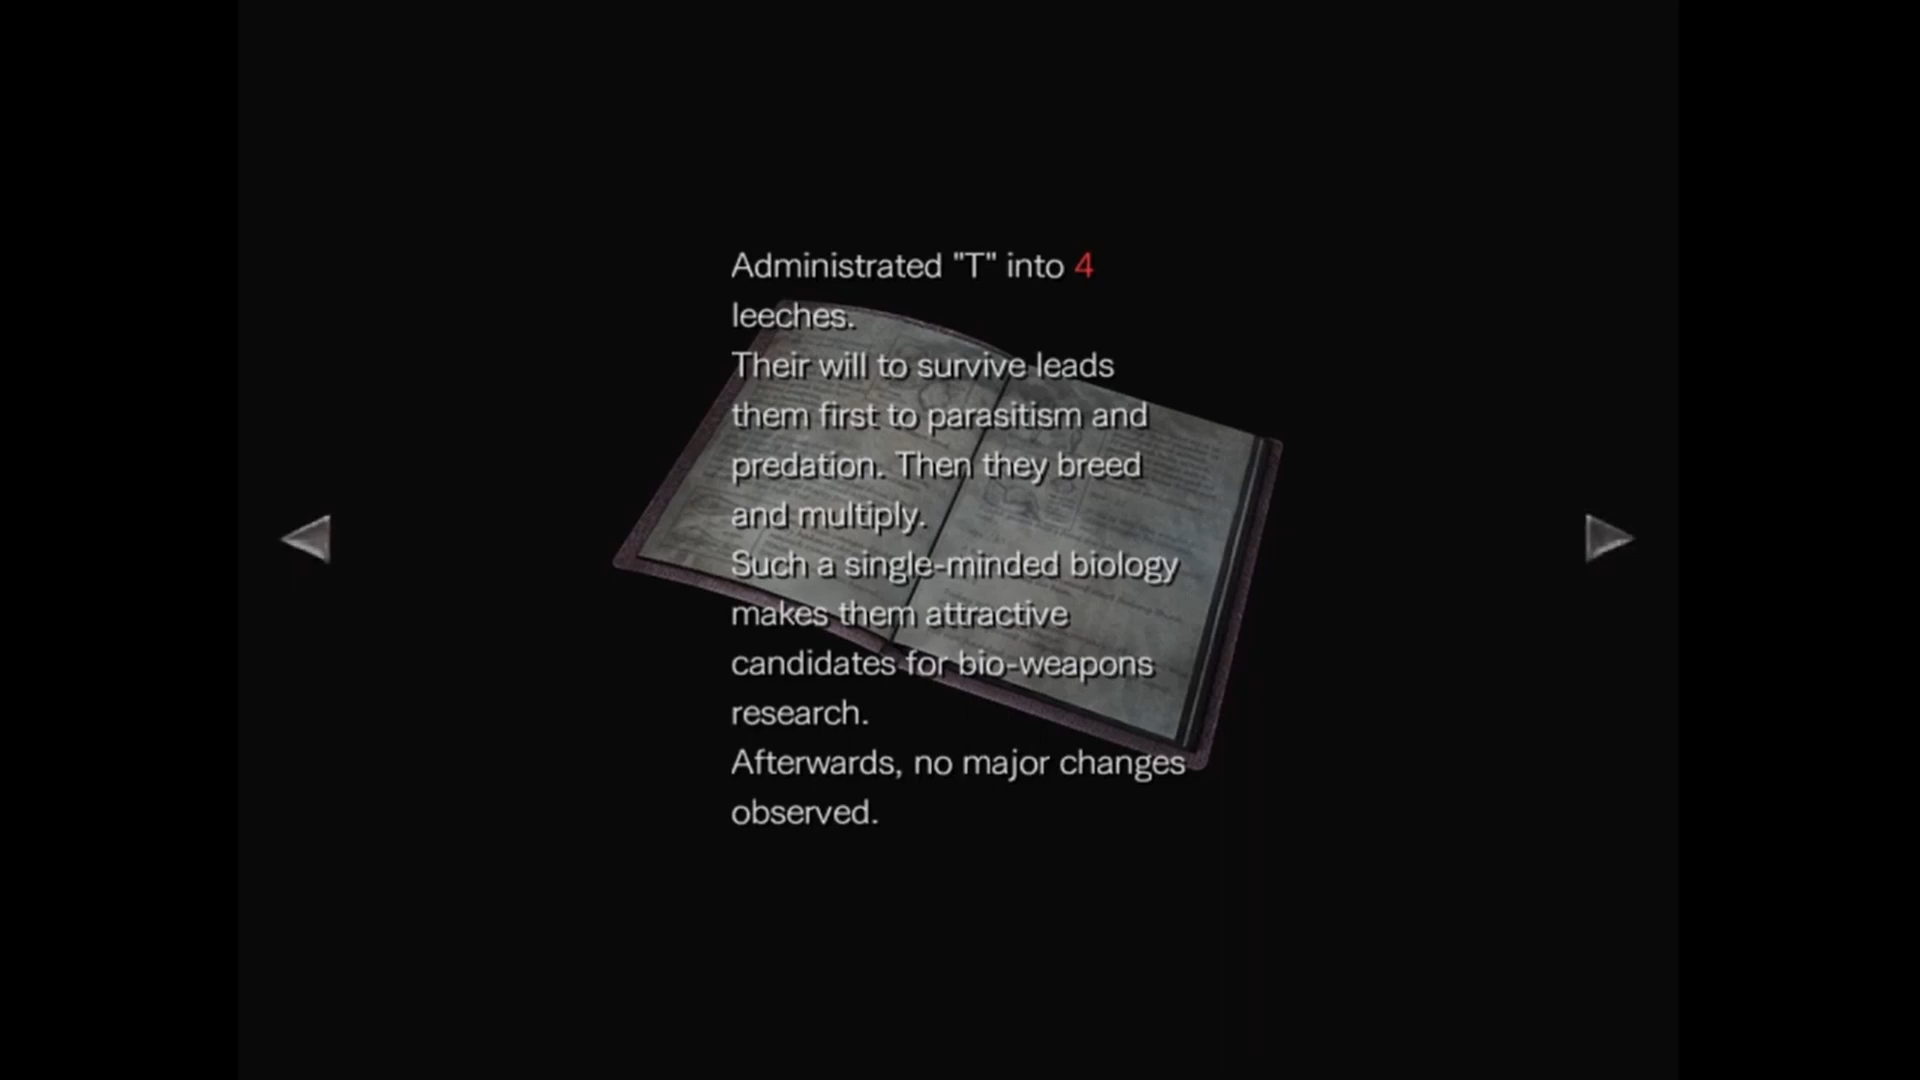 Administrated "T" into 4
leeches.
Their will to survive leads
them first to parasitism and
predation. Then they breed
and multiply.
Such a single-minded biology
makes them attractive
candidates for bio-weapons
research.
Afterwards, no major changes
observed.